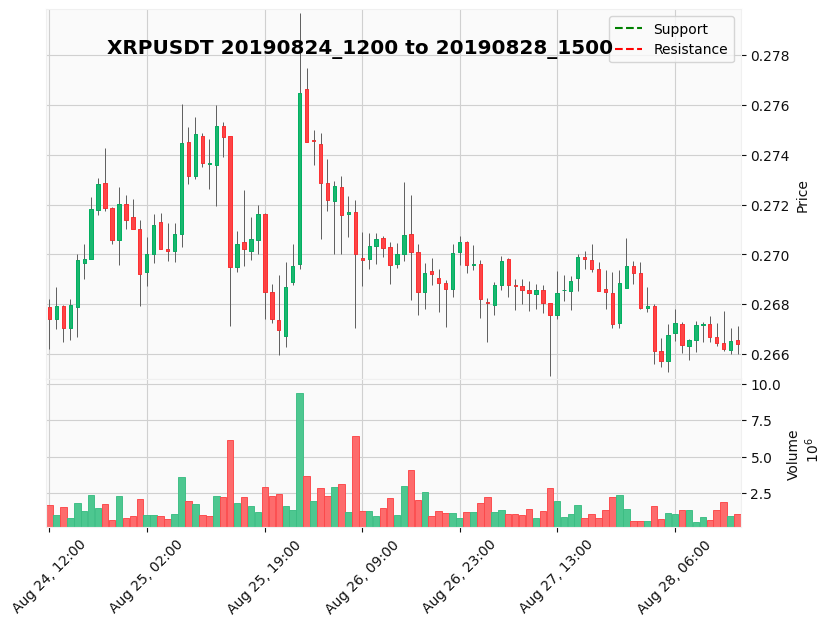 XRPUSDT 20190824_1200 to 20190828_1500
Support
Resistance
0.278
0.276
0.274
0.272
0.270
0.268
0.266
Price
10.0
7.5
5.0
2.5
Volume
10^6
Aug 24, 12:00
Aug 25, 02:00
Aug 25, 19:00
Aug 26, 09:00
Aug 26, 23:00
Aug 27, 13:00
Aug 28, 06:00